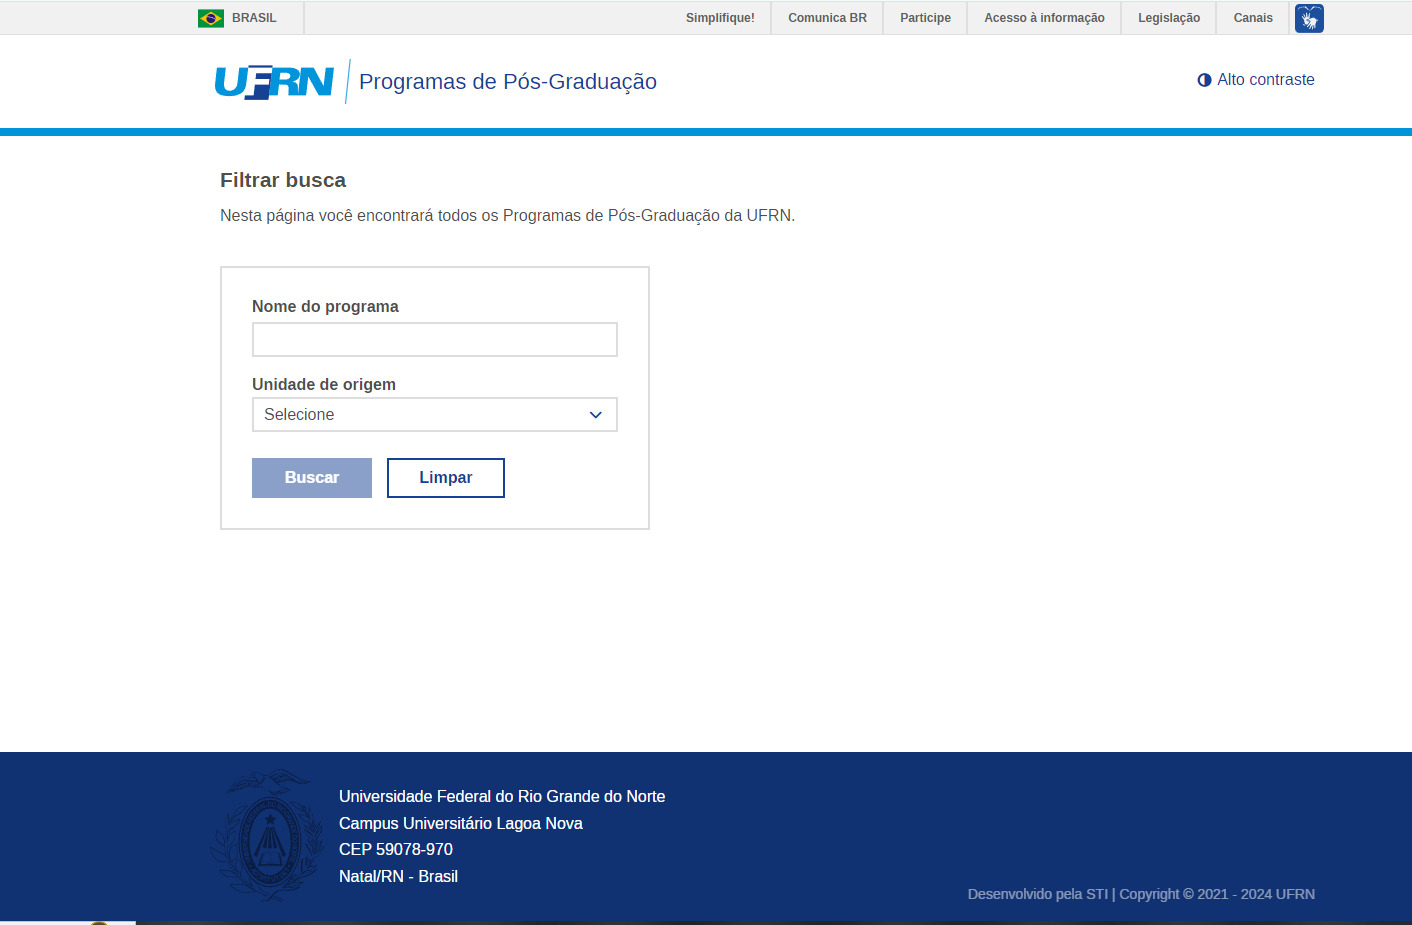 BRASIL
Simplifique!
Comunica BR
Participe
Acesso à informação
Legislação
Canais
UFRN
Programas de Pós-Graduação
Alto contraste
Filtrar busca
Nesta página você encontrará todos os Programas de Pós-Graduação da UFRN.
Nome do programa
Unidade de origem
Selecione
Buscar
Limpar
Universidade Federal do Rio Grande do Norte
Campus Universitário Lagoa Nova
CEP 59078-970
Natal/RN - Brasil
Desenvolvido pela STI | Copyright © 2021 - 2024 UFRN